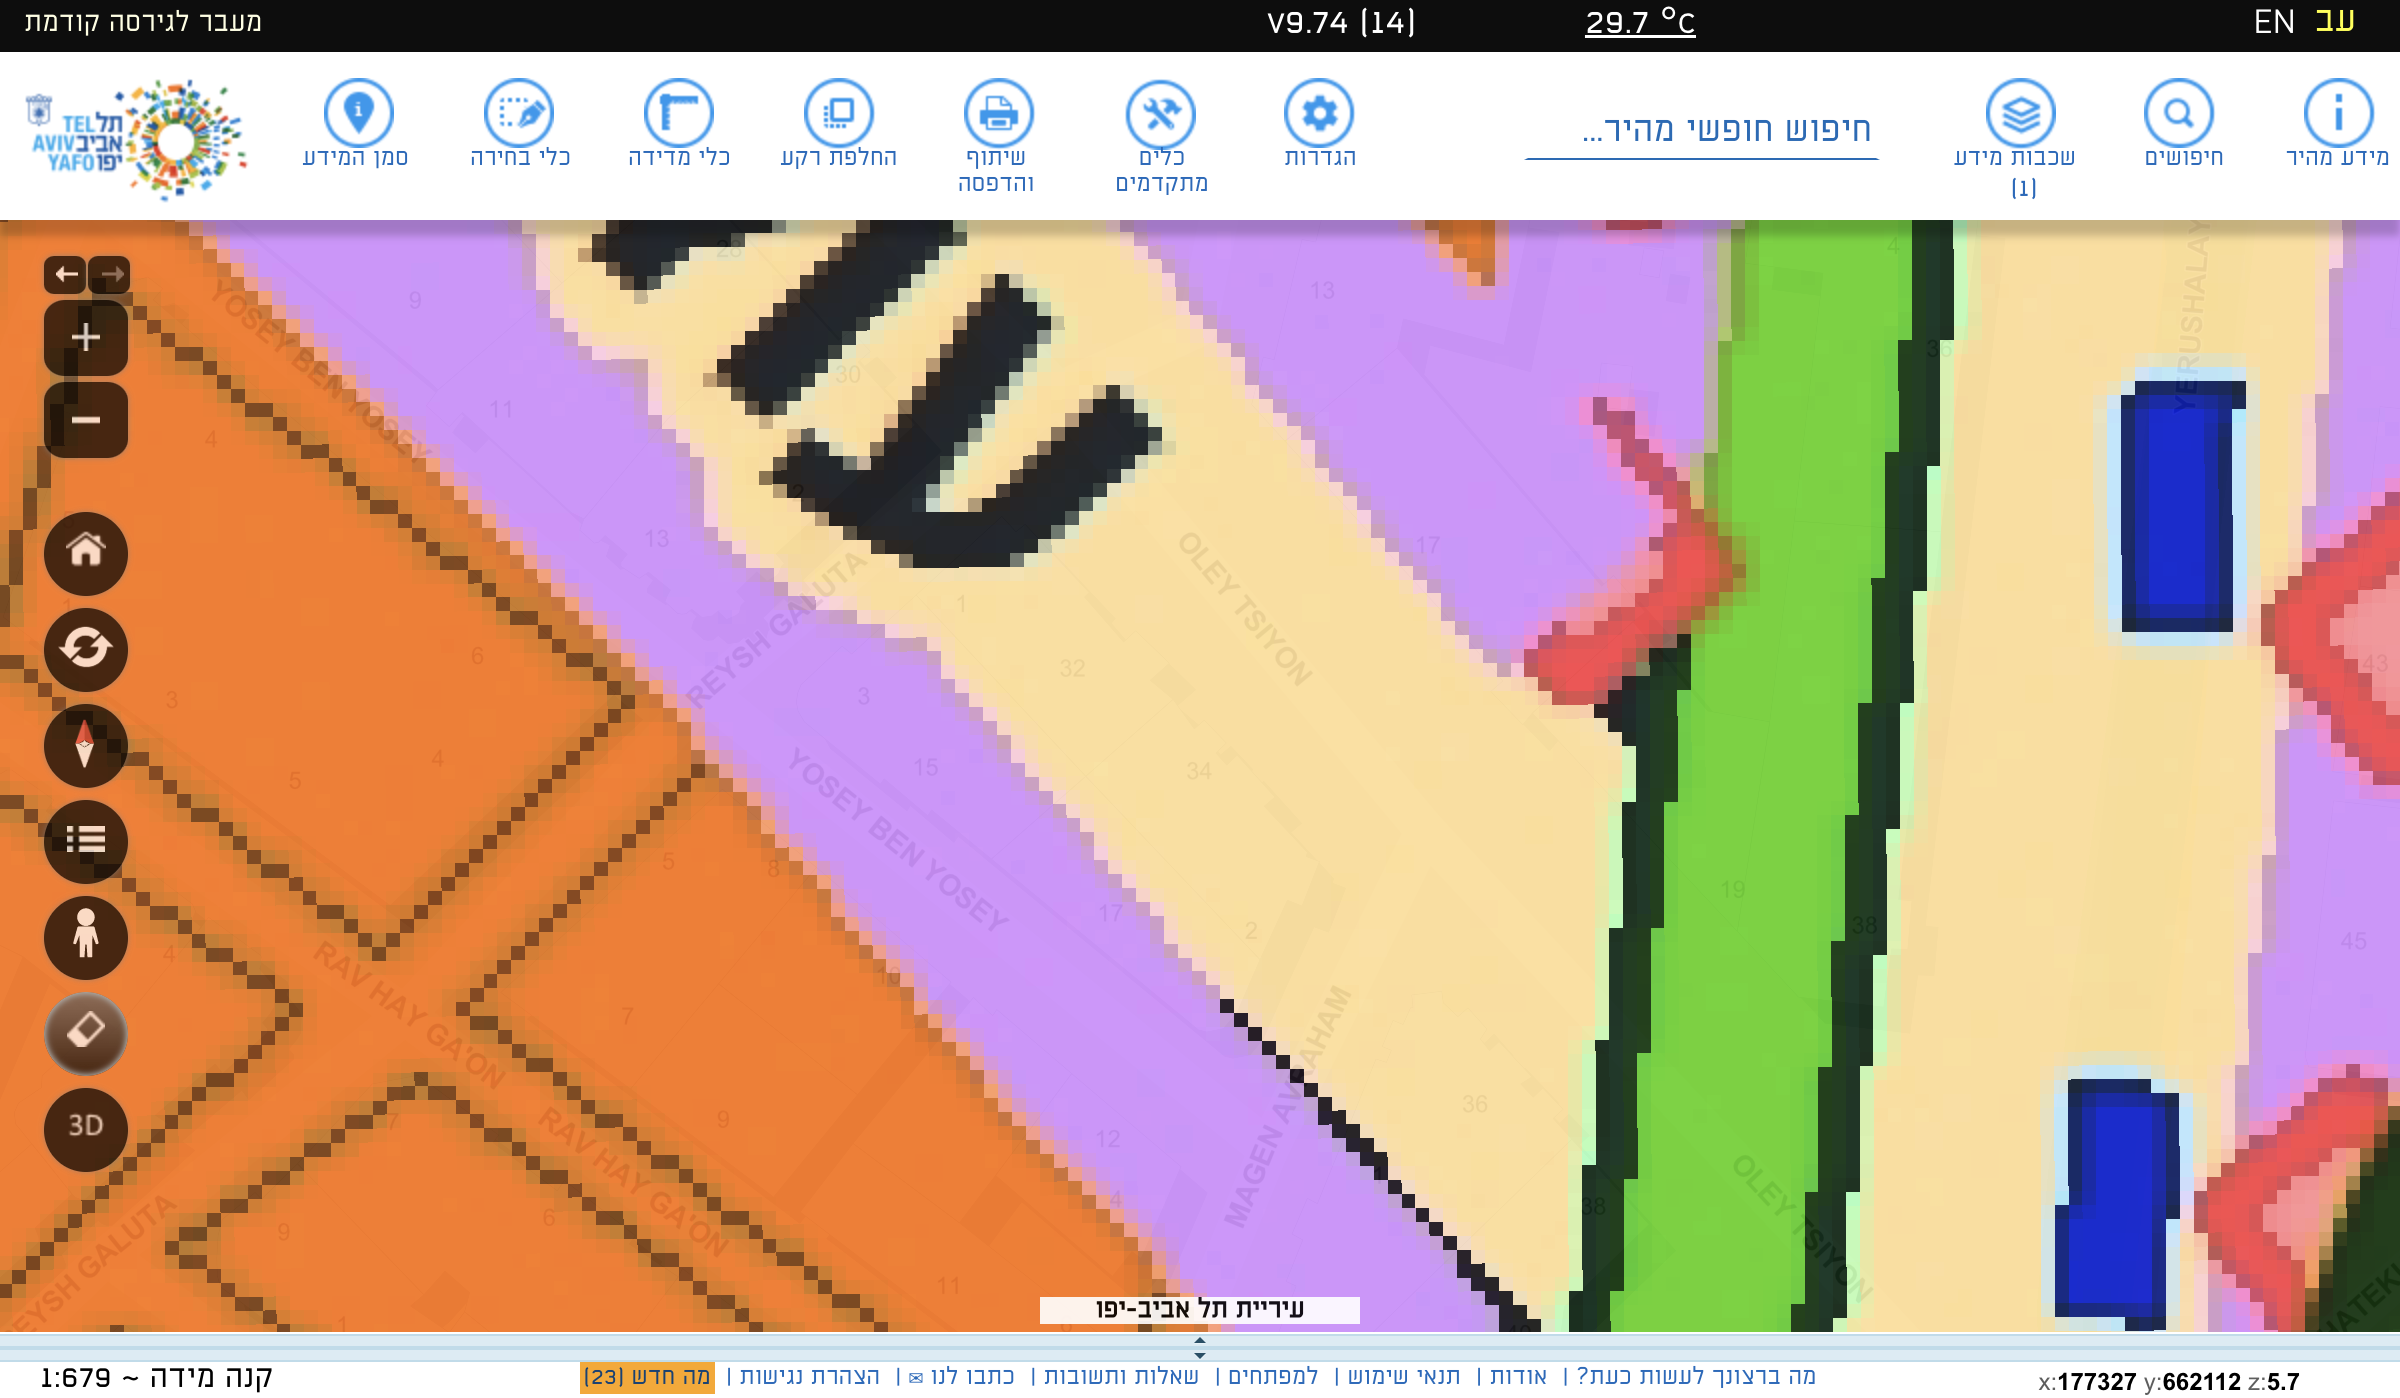 מעבר לגירסה קודמת
V9.74 (14)
29.7 °C
EN עב
תל אביב יפו
TEL AVIV YAFO
סמן המידע
כלי בחירה
כלי מדידה
החלפת רקע
שיתוף והדפסה
כלים מתקדמים
הגדרות
חיפוש חופשי מהיר...
שכבות מידע (1)
חיפושים
מידע מהיר
28
4
9
13
YERUSHALAY
YOSEY BEN YOSEY
36
30
11
4
2
13
17
OLEY TSIYON
REYSH GALUTA
1
6
32
43
3
3
YOSEY BEN YOSEY
4
5
15
34
5
8
19
17
2
38
45
4
RAV HAY GA'ON
10
7
MAGEN AVRAHAM
36
RAV HAY GA'ON
7
9
12
1
OLEY TSIYON
4
38
REYSH GALUTA
9
6
11
3D
עיריית תל אביב-יפו
קנה מידה ~ 1:679
מה ברצונך לעשות כעת? | אודות | תנאי שימוש | למפתחים | שאלות ותשובות | כתבו לנו ✉ | הצהרת נגישות | מה חדש (23)
x:177327 y:662112 z:5.7